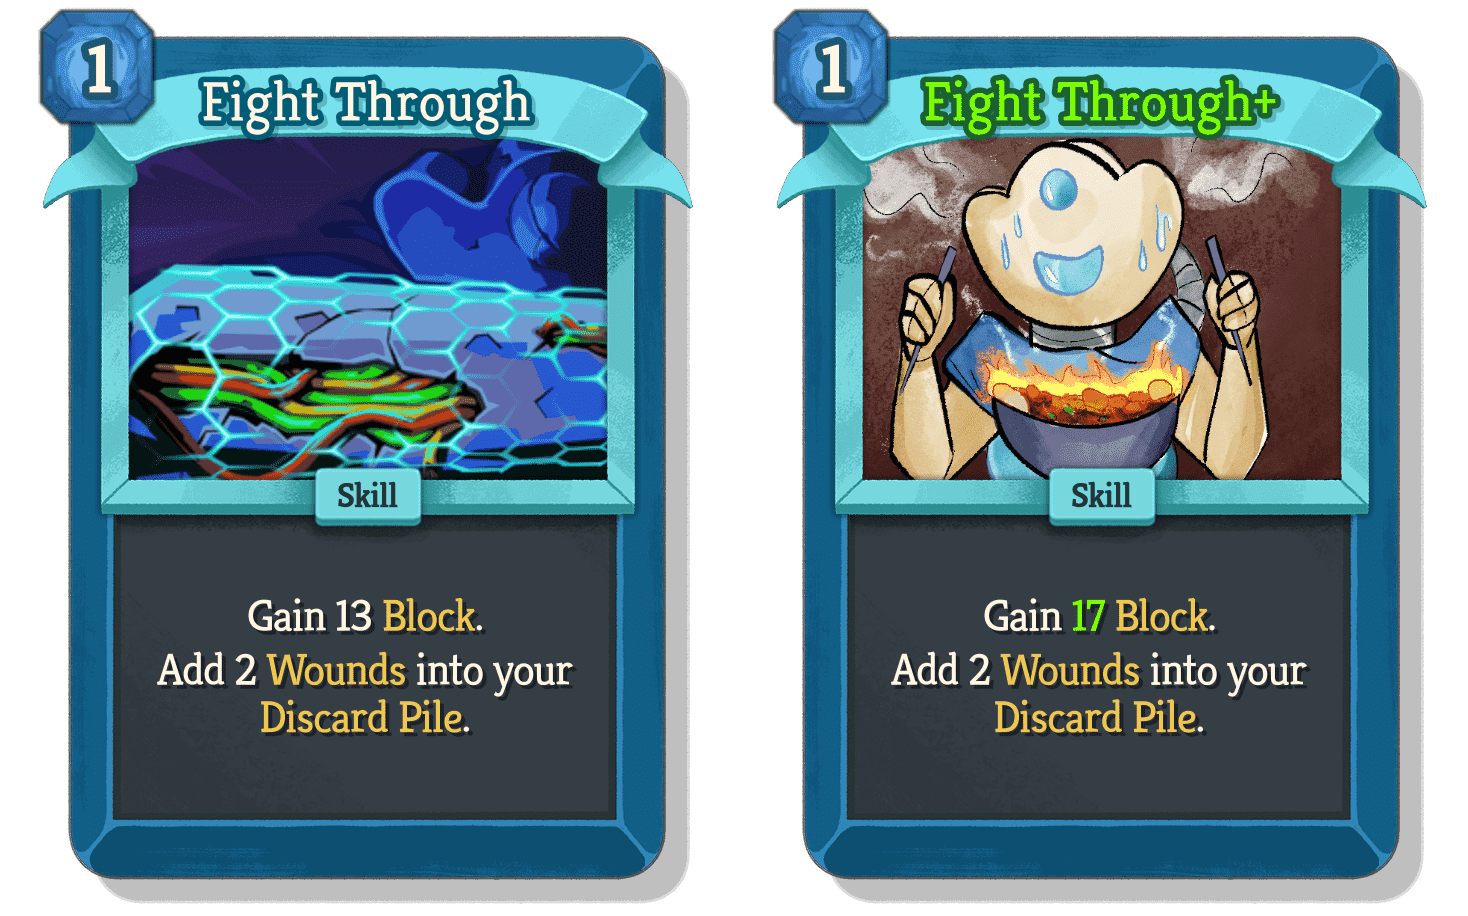 1
Fight Through
Skill
Gain 13 Block.
Add 2 Wounds into your
Discard Pile.
1
Fight Through+
Skill
Gain 17 Block.
Add 2 Wounds into your
Discard Pile.